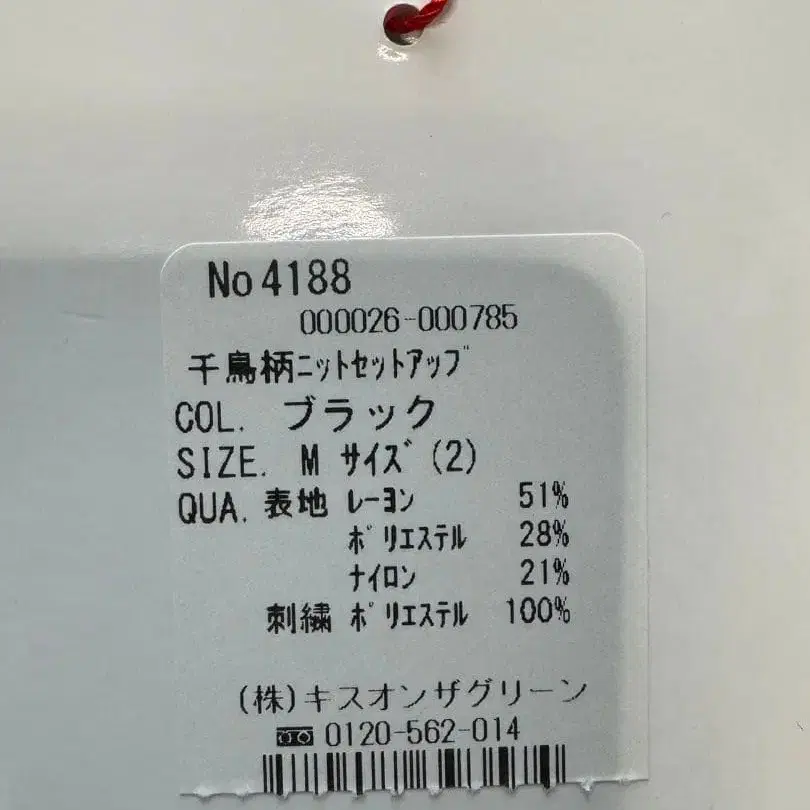 No4188
000026-000785
千鳥柄ニットセットアップ
COL. ブラック
SIZE. M サイズ (2)
QUA. 表地 レーヨン 51%
ポリエステル 28%
ナイロン 21%
刺繍 ポリエステル 100%
(株)キスオンザグリーン
0120-562-014